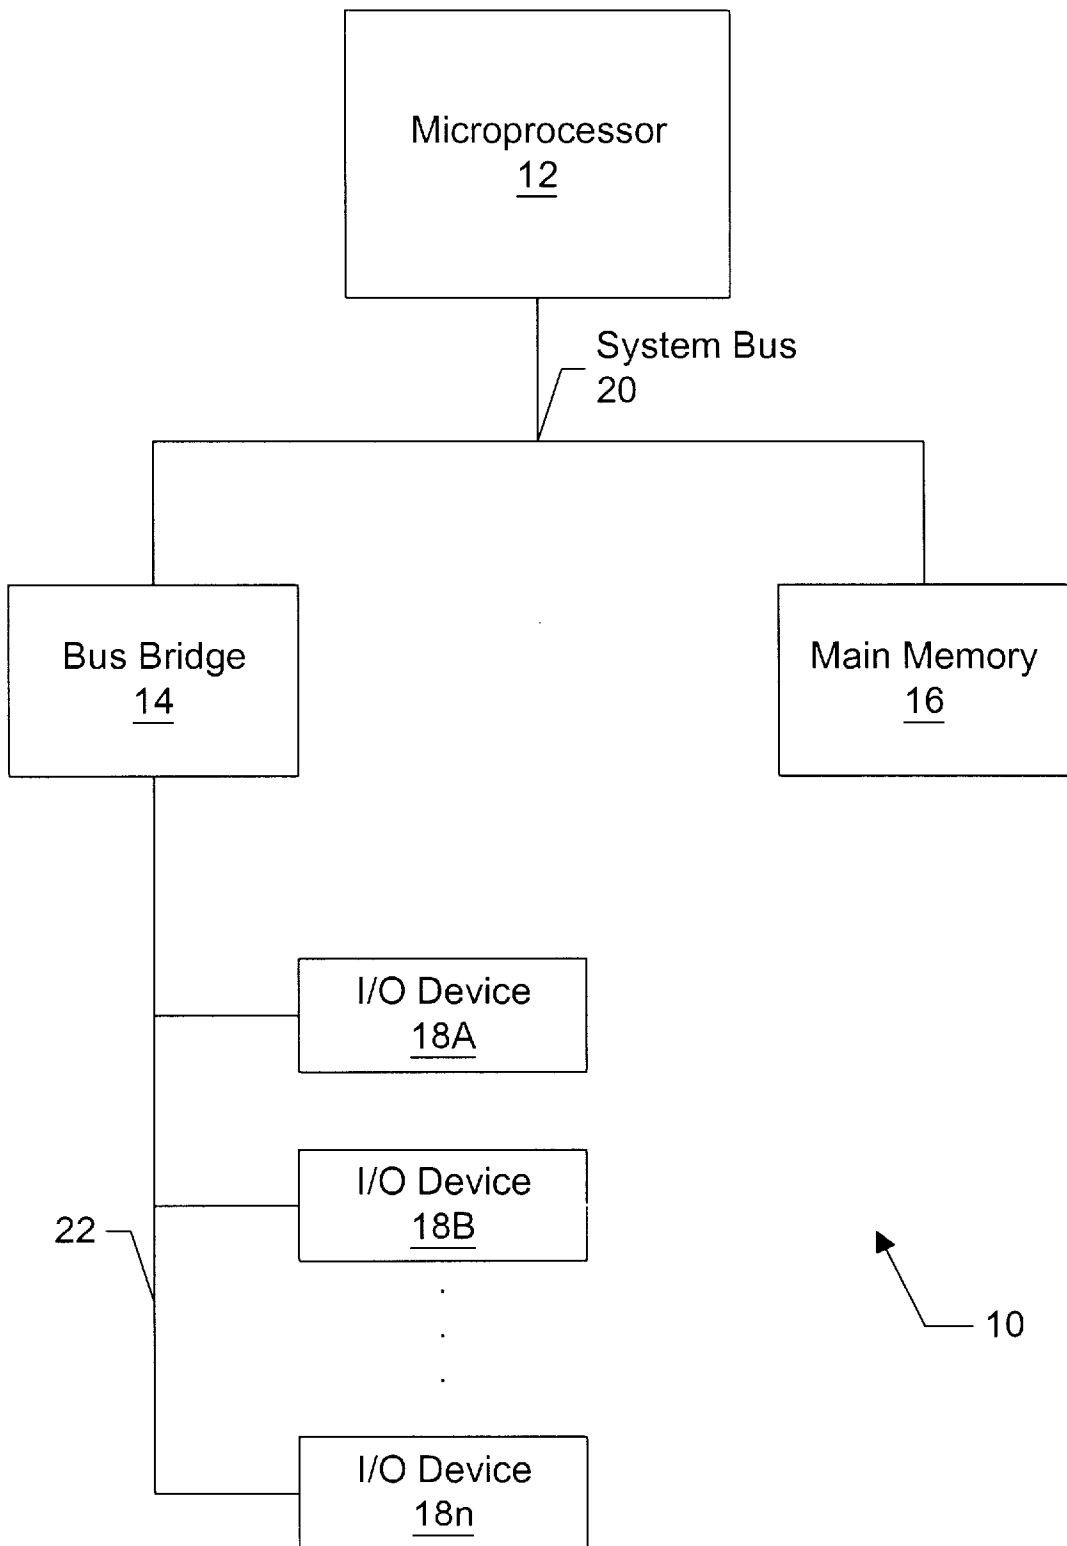 Microprocessor
12
System Bus
20
Bus Bridge
14
Main Memory
16
I/O Device
18A
I/O Device
18B
22
.
.
.
10
I/O Device
18n